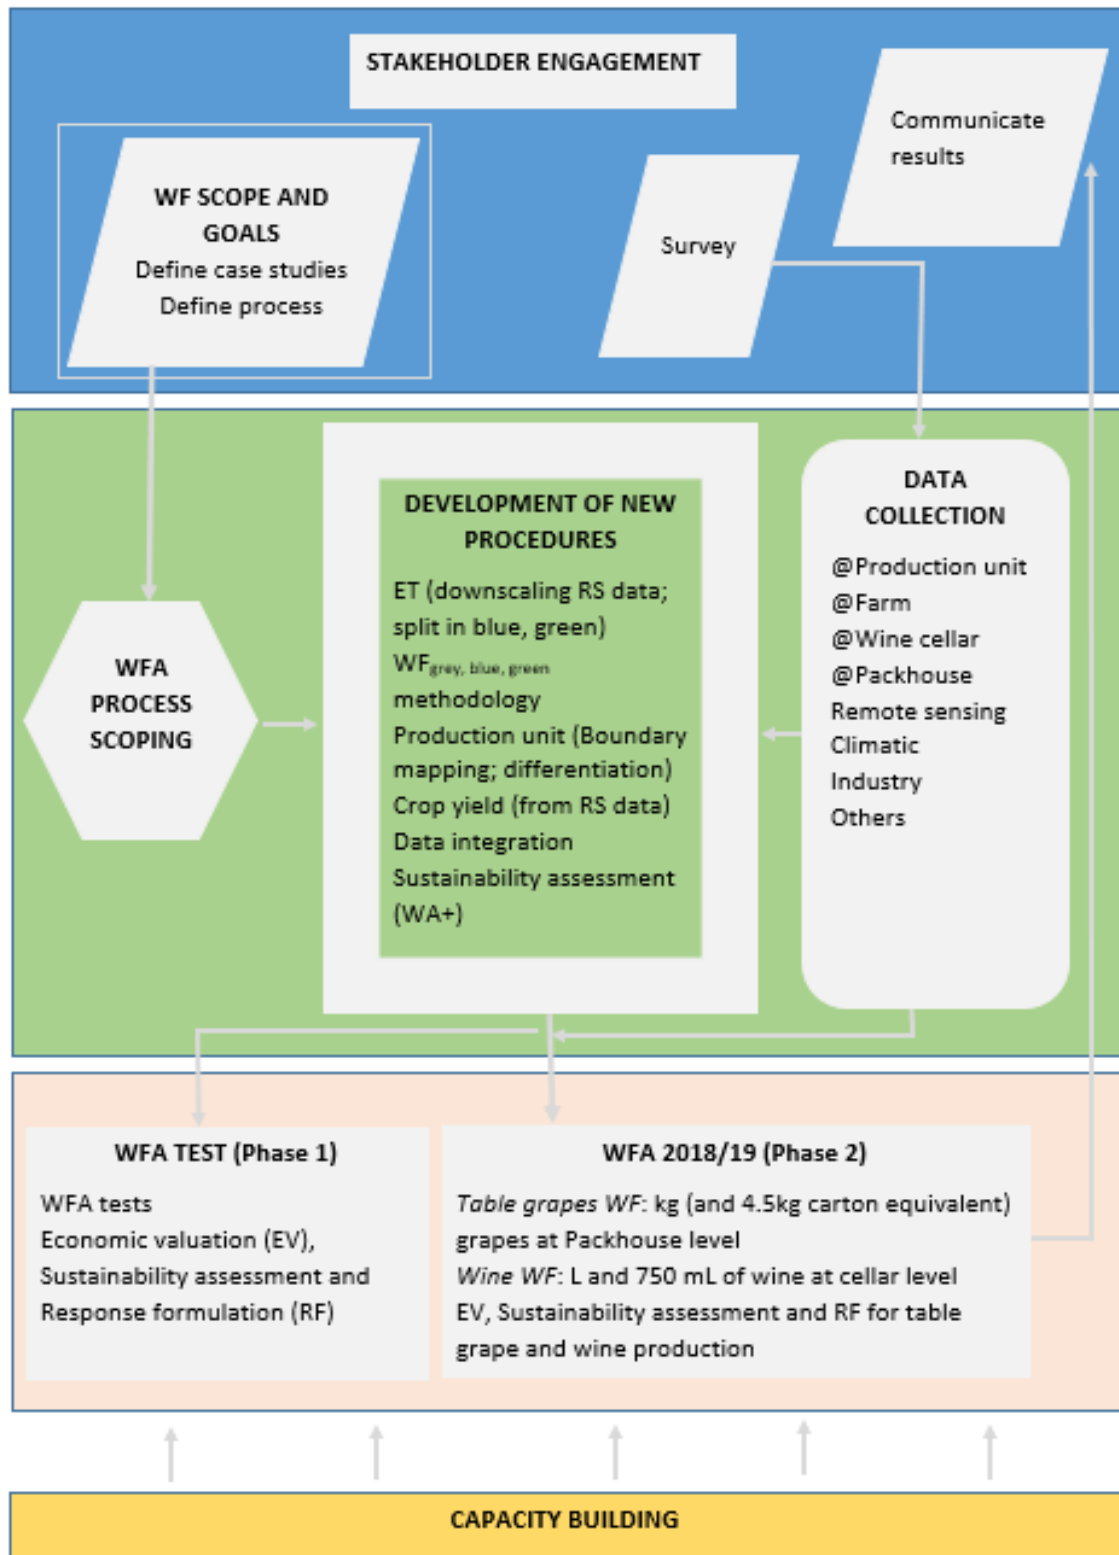 STAKEHOLDER ENGAGEMENT
Communicate
results
WF SCOPE AND
GOALS
Define case studies
Define process
Survey
DEVELOPMENT OF NEW
PROCEDURES
ET (downscaling RS data;
split in blue, green)
WFgrey, blue, green
methodology
Production unit (Boundary
mapping; differentiation)
Crop yield (from RS data)
Data integration
Sustainability assessment
(WA+)
DATA
COLLECTION
@Production unit
@Farm
@Wine cellar
@Packhouse
Remote sensing
Climatic
Industry
Others
WFA
PROCESS
SCOPING
WFA TEST (Phase 1)
WFA tests
Economic valuation (EV),
Sustainability assessment and
Response formulation (RF)
WFA 2018/19 (Phase 2)
Table grapes WF: kg (and 4.5kg carton equivalent)
grapes at Packhouse level
Wine WF: L and 750 mL of wine at cellar level
EV, Sustainability assessment and RF for table
grape and wine production
CAPACITY BUILDING